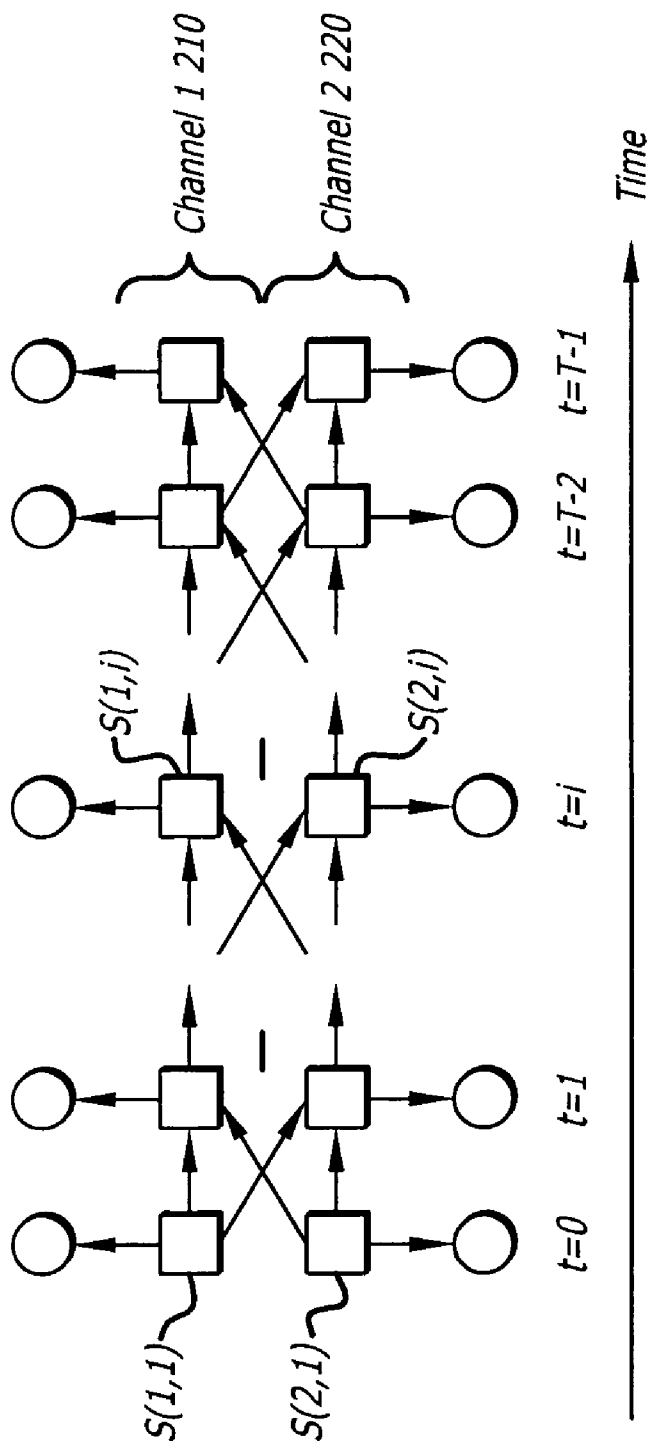 Channel 1 210
Channel 2 220
S(1,1)
S(2,1)
S(1,i)
S(2,i)
t=0
t=1
t=i
t=T-2
t=T-1
Time